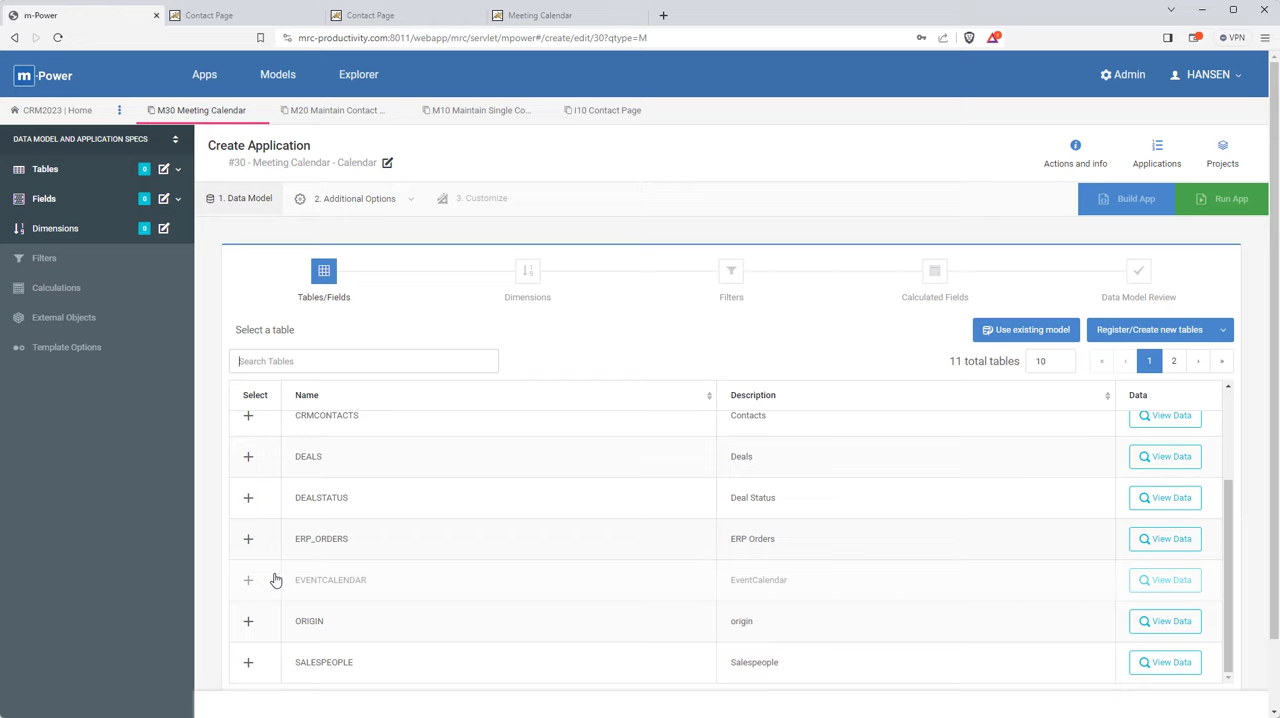 m-Power
Contact Page
Contact Page
Meeting Calendar
mrc-productivity.com:8011/webapp/mrc/servlet/mpower#/create/edit/30?qtype=M
VPN
m-Power
Apps
Models
Explorer
Admin
HANSEN
CRM2023 | Home
M30 Meeting Calendar
M20 Maintain Contact ...
M10 Maintain Single Co...
I10 Contact Page
DATA MODEL AND APPLICATION SPECS
Tables 0
Fields 0
Dimensions 0
Filters
Calculations
External Objects
Template Options
Create Application
#30 - Meeting Calendar - Calendar
Actions and info
Applications
Projects
1. Data Model
2. Additional Options
3. Customize
Build App
Run App
Tables/Fields
Dimensions
Filters
Calculated Fields
Data Model Review
Select a table
Use existing model
Register/Create new tables
Search Tables
11 total tables
10
« ‹ 1 2 › »
Select Name Description Data
CRMCONTACTS Contacts View Data
DEALS Deals View Data
DEALSTATUS Deal Status View Data
ERP_ORDERS ERP Orders View Data
EVENTCALENDAR EventCalendar View Data
ORIGIN origin View Data
SALESPEOPLE Salespeople View Data